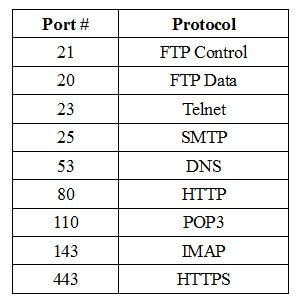 Port # Protocol
21 FTP Control
20 FTP Data
23 Telnet
25 SMTP
53 DNS
80 HTTP
110 POP3
143 IMAP
443 HTTPS